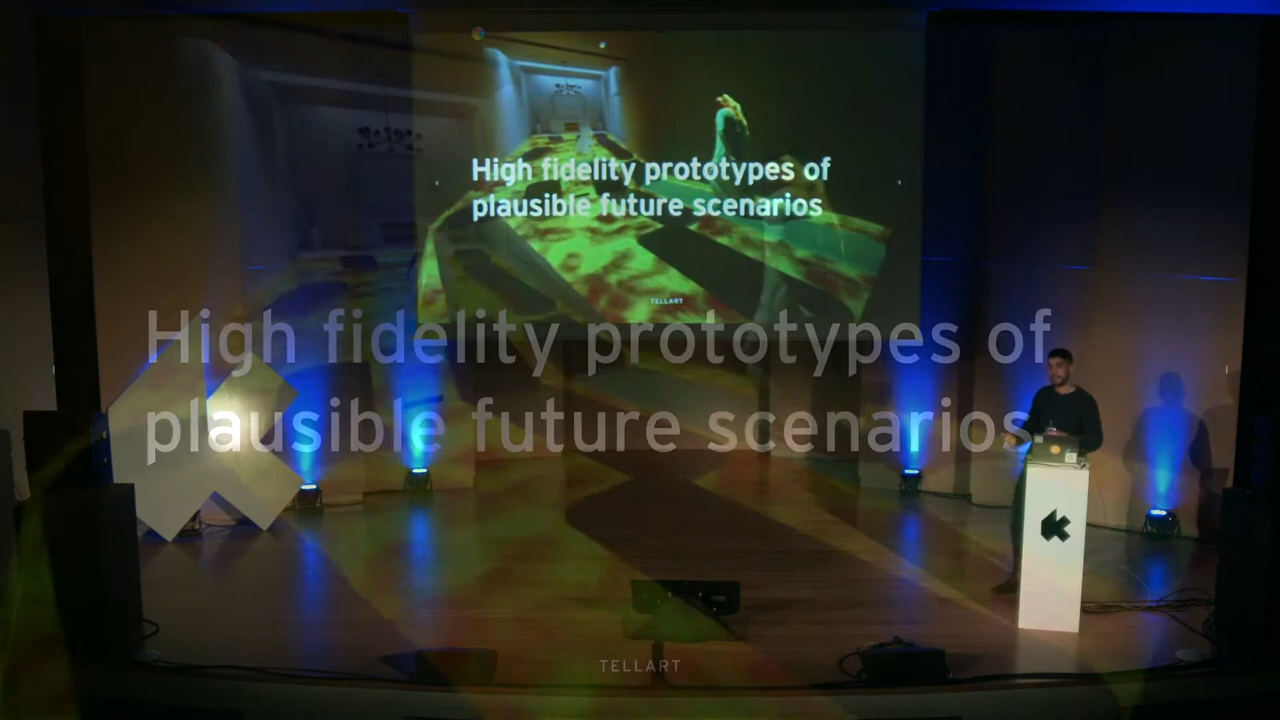 High fidelity prototypes of
plausible future scenarios
TELLART
High fidelity prototypes of
plausible future scenarios
TELLART